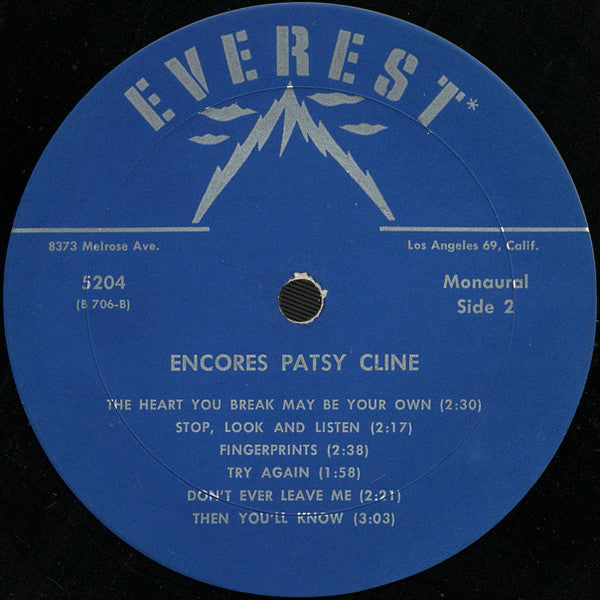 EVEREST*
8373 Melrose Ave. Los Angeles 69, Calif.
5204 Monaural
(B 706-B) Side 2
ENCORES PATSY CLINE
THE HEART YOU BREAK MAY BE YOUR OWN (2:30)
STOP, LOOK AND LISTEN (2:17)
FINGERPRINTS (2:38)
TRY AGAIN (1:58)
DON'T EVER LEAVE ME (2:21)
THEN YOU'LL KNOW (3:03)